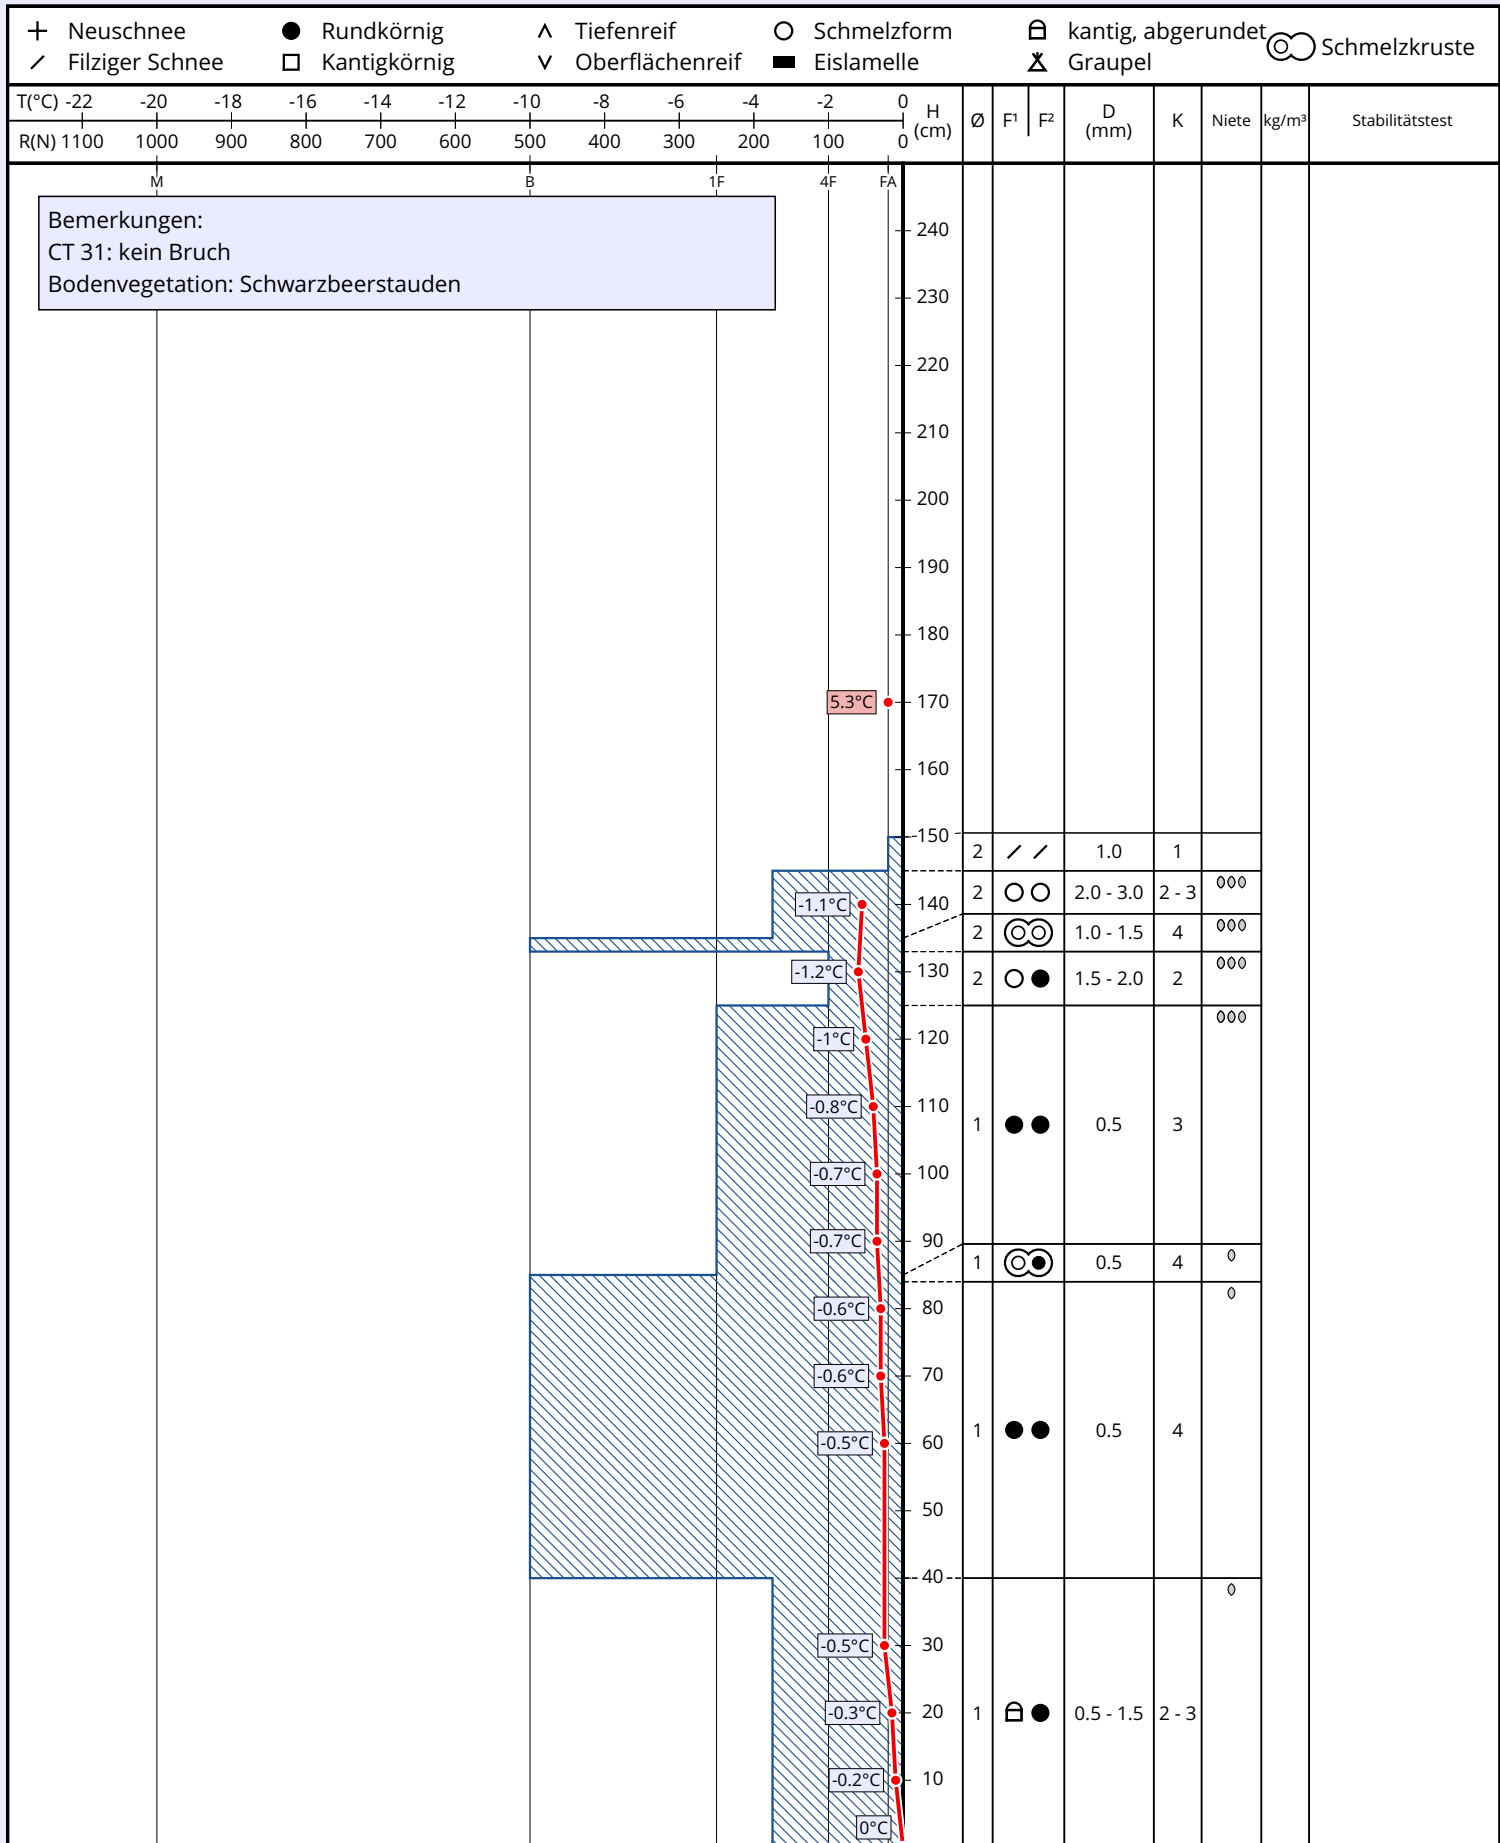 Neuschnee Rundkörnig Tiefenreif Schmelzform kantig, abgerundet Schmelzkruste
Filziger Schnee Kantigkörnig Oberflächenreif Eislamelle Graupel
T(°C) -22 -20 -18 -16 -14 -12 -10 -8 -6 -4 -2 0
R(N) 1100 1000 900 800 700 600 500 400 300 200 100 0
H (cm) Ø F¹ F² D (mm) K Niete kg/m³ Stabilitätstest
M B 1F 4F FA
Bemerkungen:
CT 31: kein Bruch
Bodenvegetation: Schwarzbeerstauden
240
230
220
210
200
190
180
5.3°C 170
160
150
2 1.0 1
-1.1°C 140 2 2.0 - 3.0 2 - 3
2 1.0 - 1.5 4
-1.2°C 130 2 1.5 - 2.0 2
-1°C 120
-0.8°C 110
1 0.5 3
-0.7°C 100
-0.7°C 90
1 0.5 4
-0.6°C 80
-0.6°C 70
1 0.5 4
-0.5°C 60
50
40
-0.5°C 30
-0.3°C 20 1 0.5 - 1.5 2 - 3
-0.2°C 10
0°C